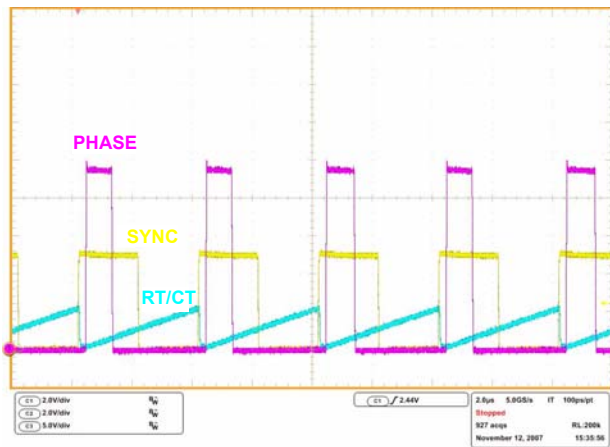 PHASE
SYNC
RT/CT
C1 2.0V/div
C2 2.0V/div
C3 5.0V/div
C1 2.44V
2.0µs 5.0GS/s IT 100ps/pt
Stopped
927 acqs RL:200k
November 12, 2007 15:35:56